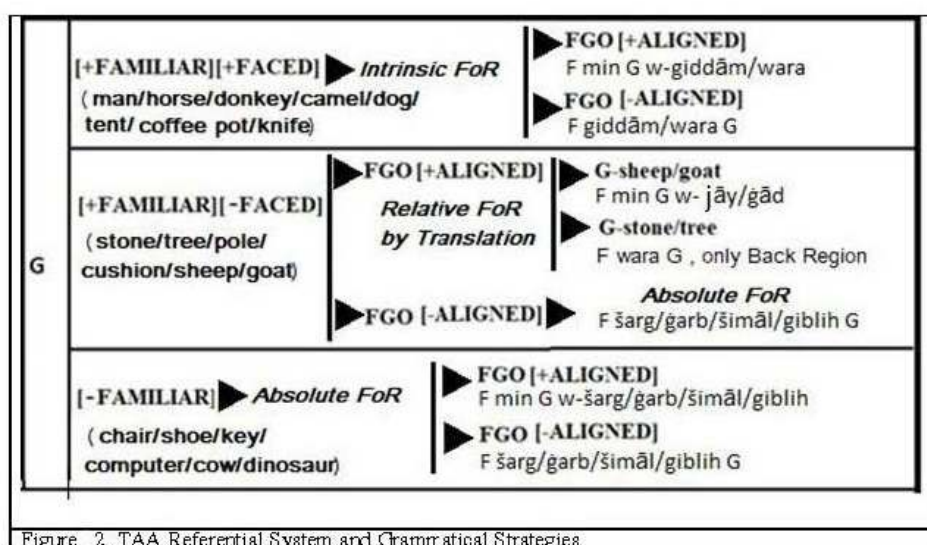 G
[+FAMILIAR][+FACED] Intrinsic FoR
(man/horse/donkey/camel/dog/
tent/ coffee pot/knife)
FGO [+ALIGNED]
F min G w-giddām/wara
FGO [-ALIGNED]
F giddām/wara G
[+FAMILIAR][-FACED]
(stone/tree/pole/
cushion/sheep/goat)
FGO [+ALIGNED]
Relative FoR
by Translation
G-sheep/goat
F min G w- jāy/ġād
G-stone/tree
F wara G , only Back Region
FGO [-ALIGNED]
Absolute FoR
F šarg/ġarb/šimāl/giblih G
[-FAMILIAR] Absolute FoR
(chair/shoe/key/
computer/cow/dinosaur)
FGO [+ALIGNED]
F min G w-šarg/ġarb/šimāl/giblih
FGO [-ALIGNED]
F šarg/ġarb/šimāl/giblih G
Figure 2. TAA Referential System and Grammatical Strategies